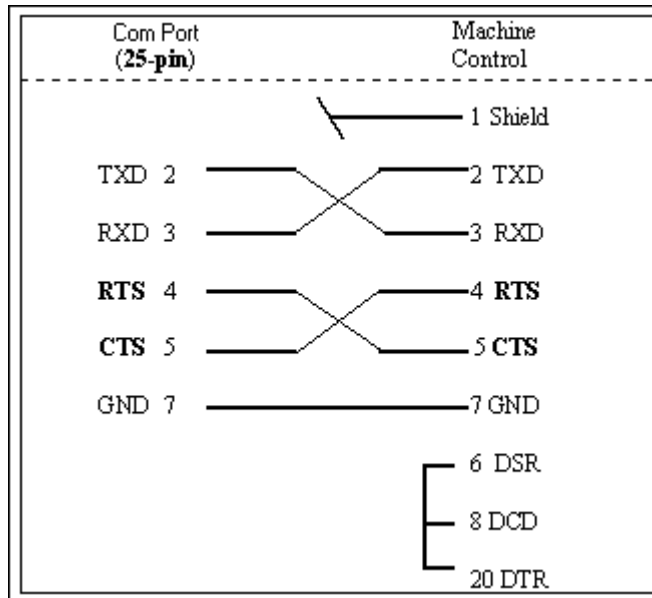 Com Port Machine
(25-pin) Control
1 Shield
TXD 2 2 TXD
RXD 3 3 RXD
RTS 4 4 RTS
CTS 5 5 CTS
GND 7 7 GND
6 DSR
8 DCD
20 DTR